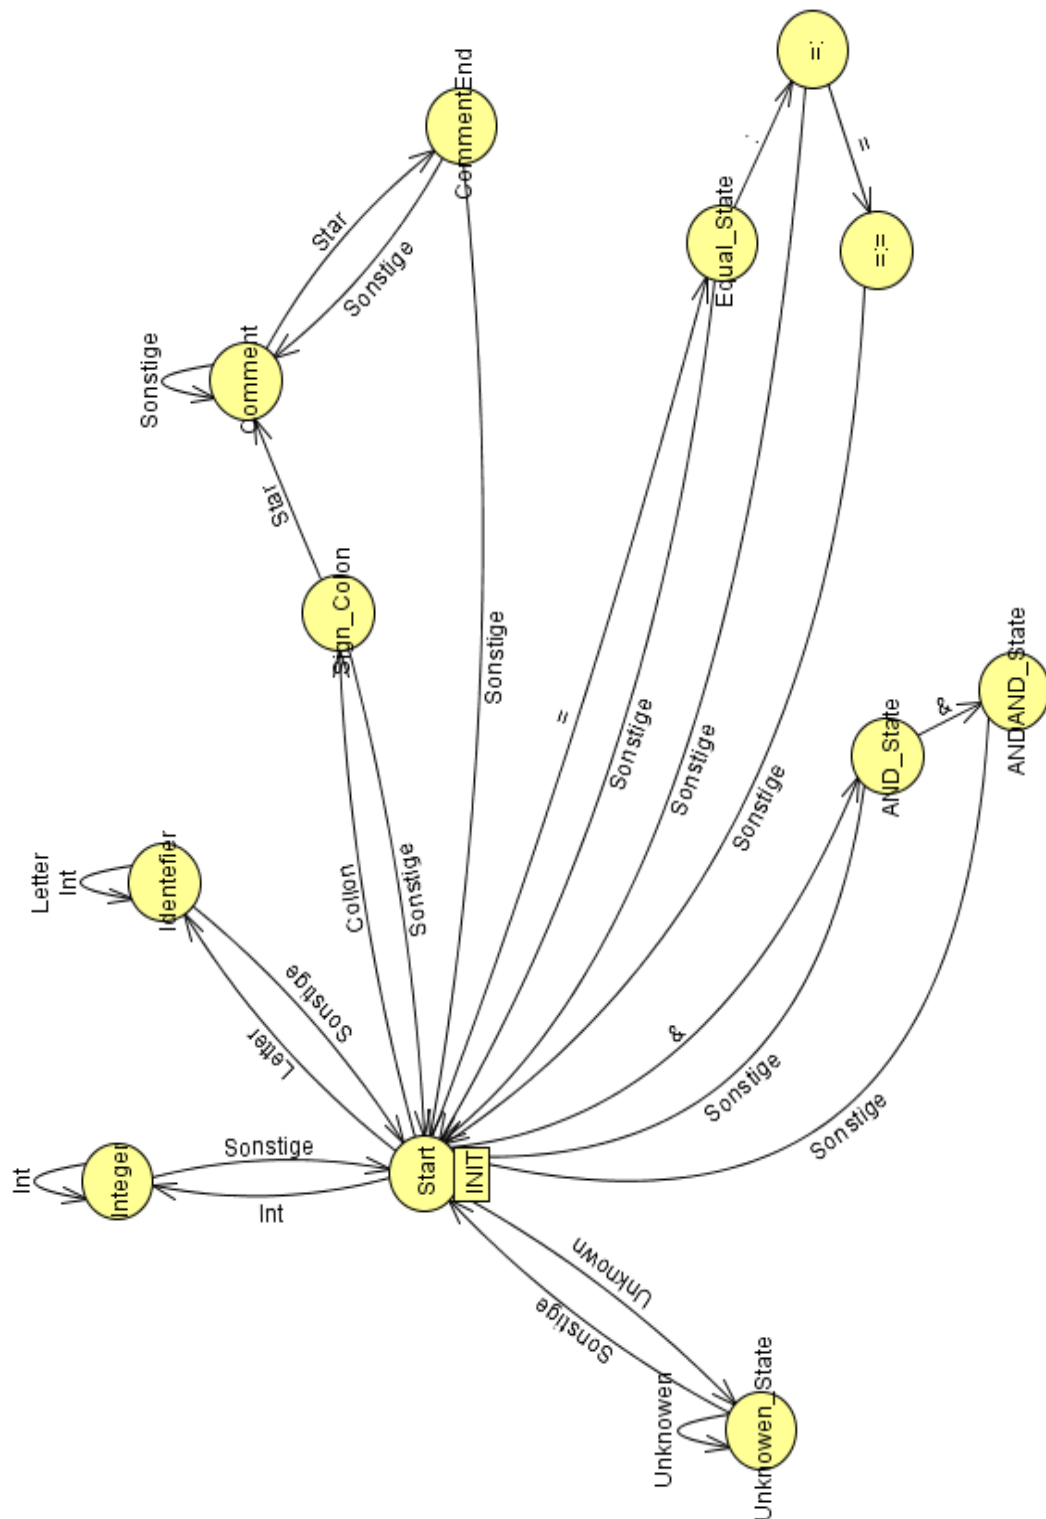 CommentEnd
Star
Sonstige
Comment
Sonstige
Star
Sign_Colon
Collon
Sonstige
Sonstige
=:
:
=
Equal_State
=:=
=
Sonstige
Sonstige
Sonstige
ANDAND_State
&
AND_State
&
Sonstige
Sonstige
Letter
Int
Identefier
Sonstige
Letter
Int
Integer
Sonstige
Int
Start
INIT
Unknown
Sonstige
Unknowen
Unknowen_State